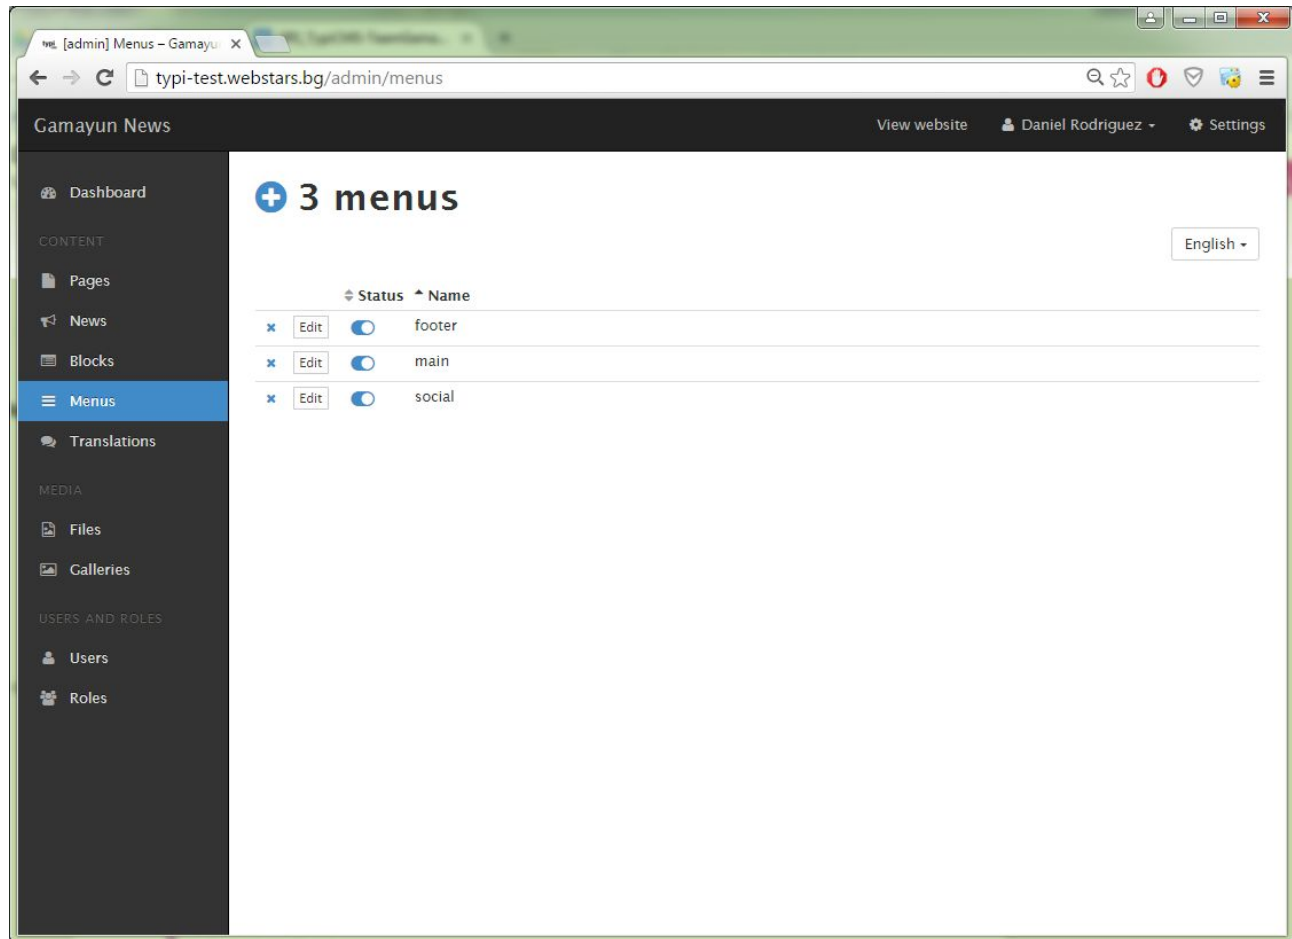 [admin] Menus – Gamayu
typi-test.webstars.bg/admin/menus
Gamayun News
View website
Daniel Rodriguez
Settings
Dashboard
CONTENT
Pages
News
Blocks
Menus
Translations
MEDIA
Files
Galleries
USERS AND ROLES
Users
Roles
3 menus
English
Status Name
Edit footer
Edit main
Edit social